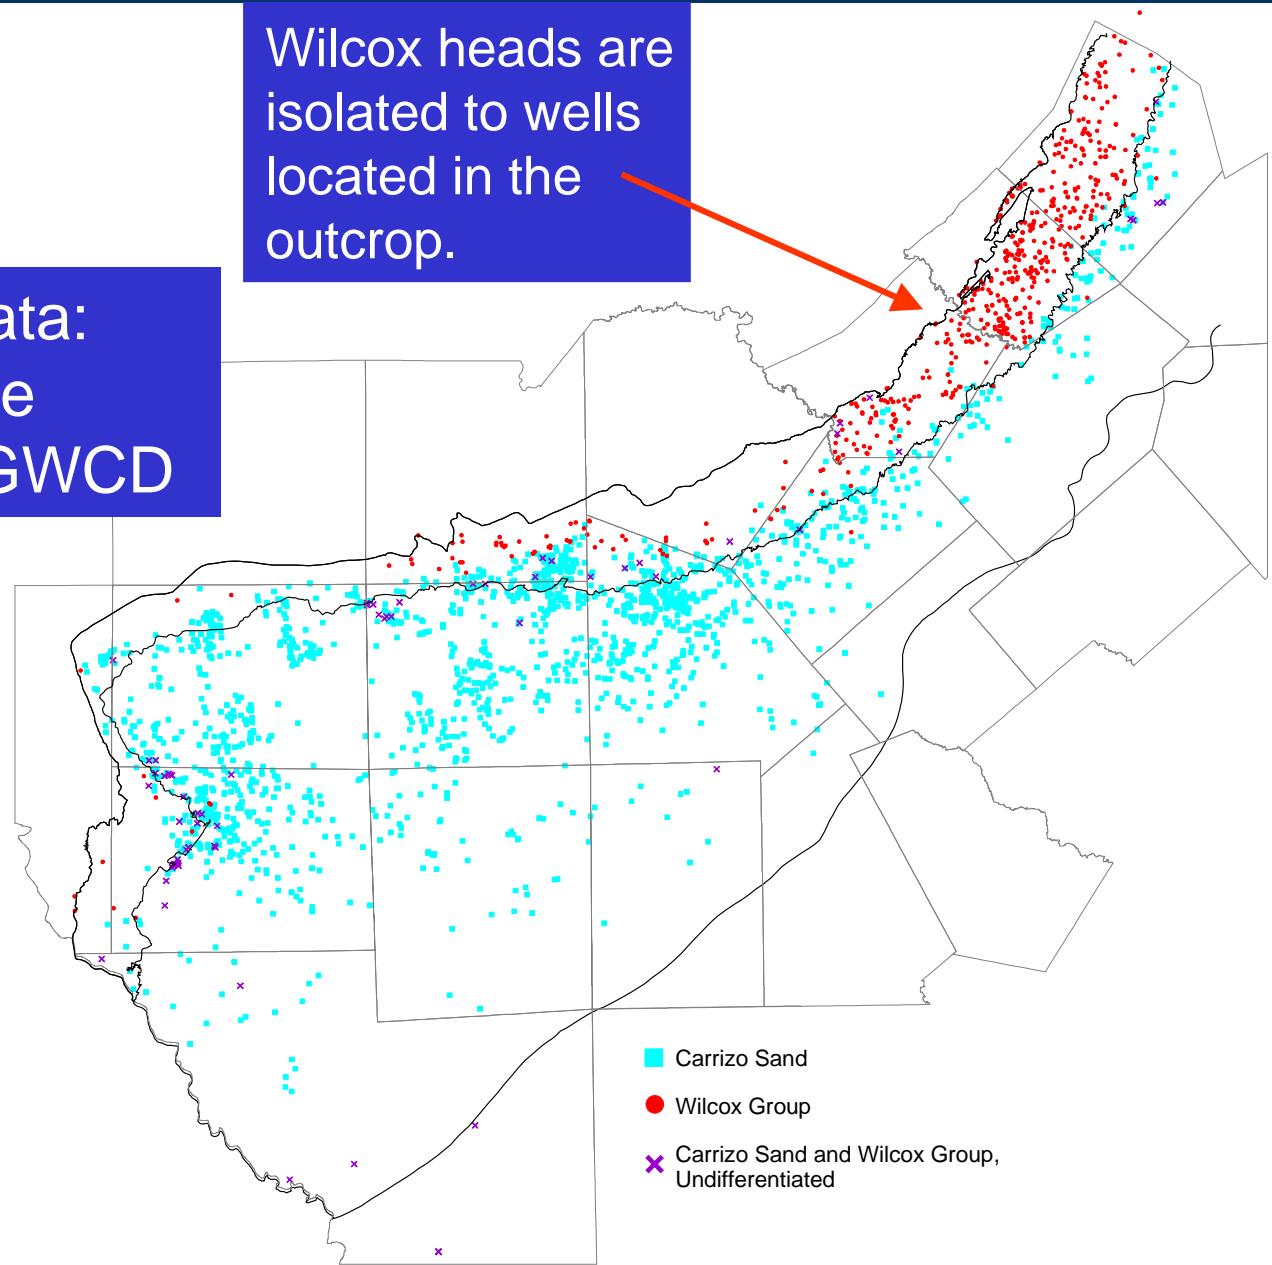 Wilcox heads are
isolated to wells
located in the
outcrop.
ata:
e
GWCD
Carrizo Sand
Wilcox Group
Carrizo Sand and Wilcox Group,
Undifferentiated